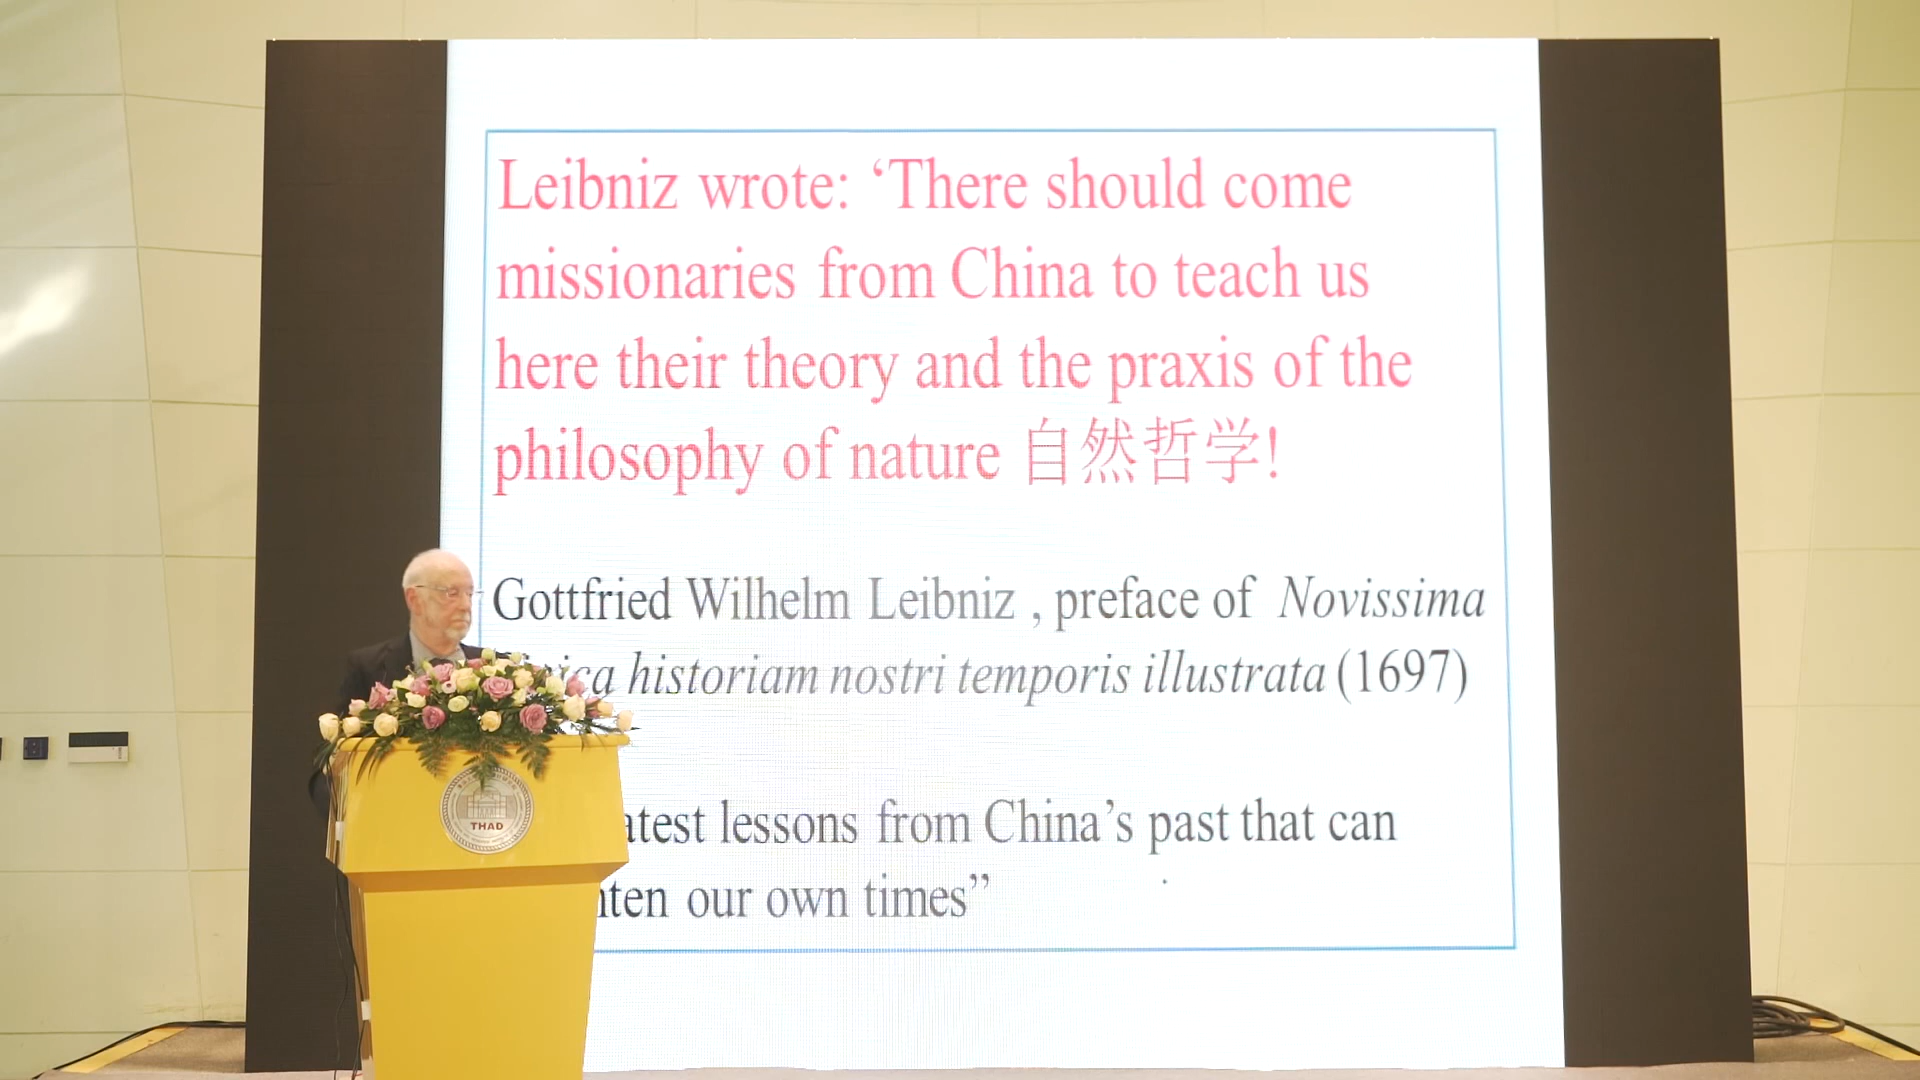 Leibniz wrote: ‘There should come
missionaries from China to teach us
here their theory and the praxis of the
philosophy of nature 自然哲学!
Gottfried Wilhelm Leibniz , preface of Novissima
historiam nostri temporis illustrata (1697)
lessons from China’s past that can
our own times”
THAD